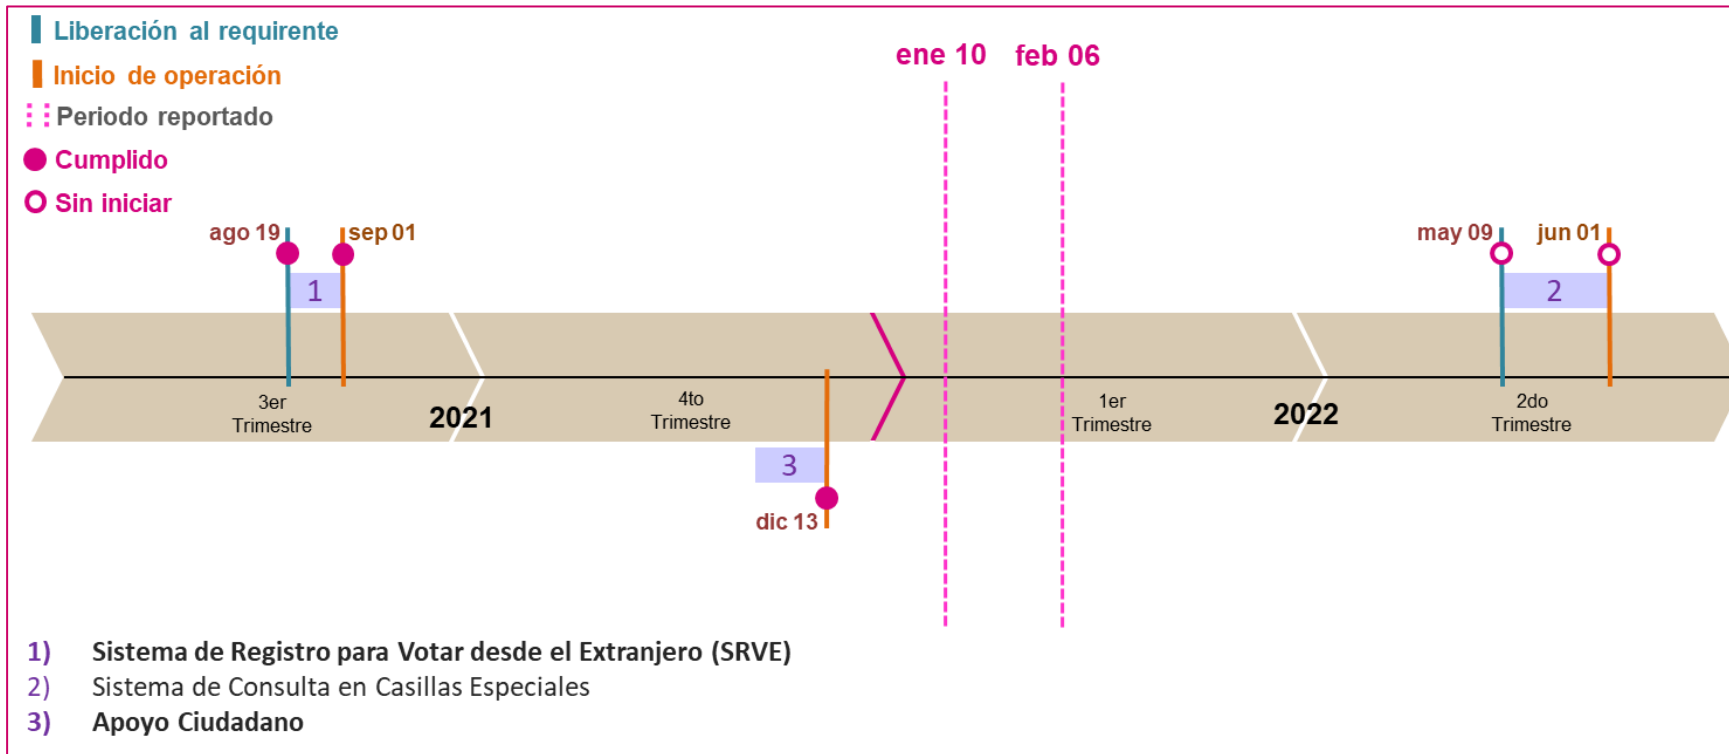 Liberación al requirente
Inicio de operación
Periodo reportado
Cumplido
Sin iniciar
ene 10
feb 06
ago 19
sep 01
may 09
jun 01
1
2
3er
Trimestre
2021
4to
Trimestre
1er
Trimestre
2022
2do
Trimestre
3
dic 13
1) Sistema de Registro para Votar desde el Extranjero (SRVE)
2) Sistema de Consulta en Casillas Especiales
3) Apoyo Ciudadano